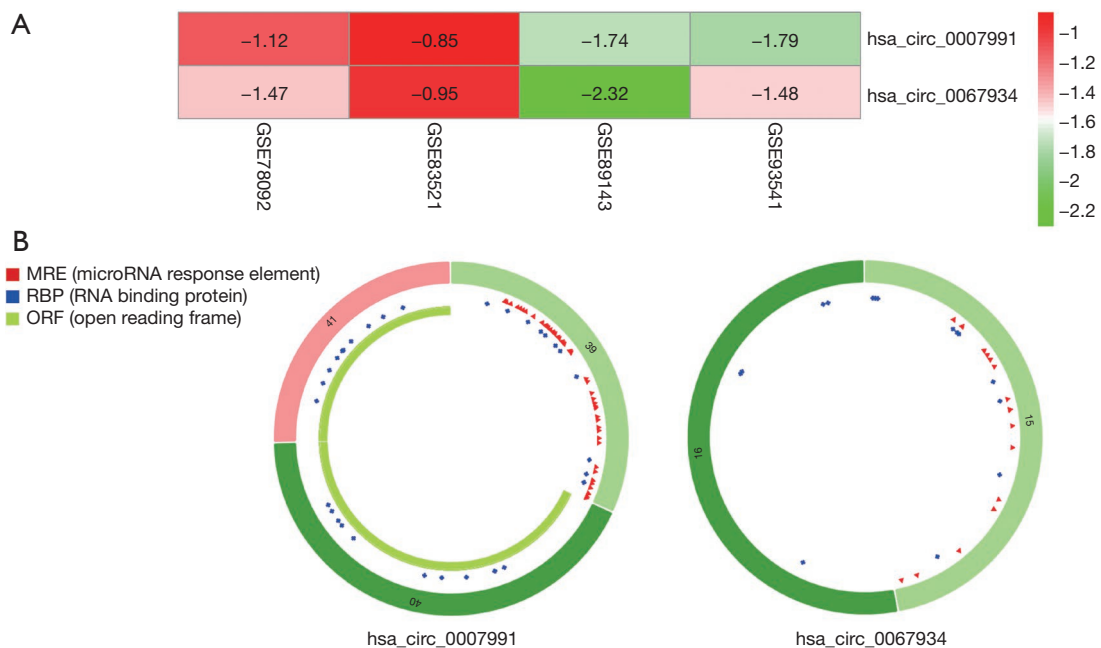 A
−1.12 −0.85 −1.74 −1.79 hsa_circ_0007991
−1.47 −0.95 −2.32 −1.48 hsa_circ_0067934
GSE78092
GSE83521
GSE89143
GSE93541
−1
−1.2
−1.4
−1.6
−1.8
−2
−2.2
B
MRE (microRNA response element)
RBP (RNA binding protein)
ORF (open reading frame)
41
39
40
hsa_circ_0007991
15
16
hsa_circ_0067934